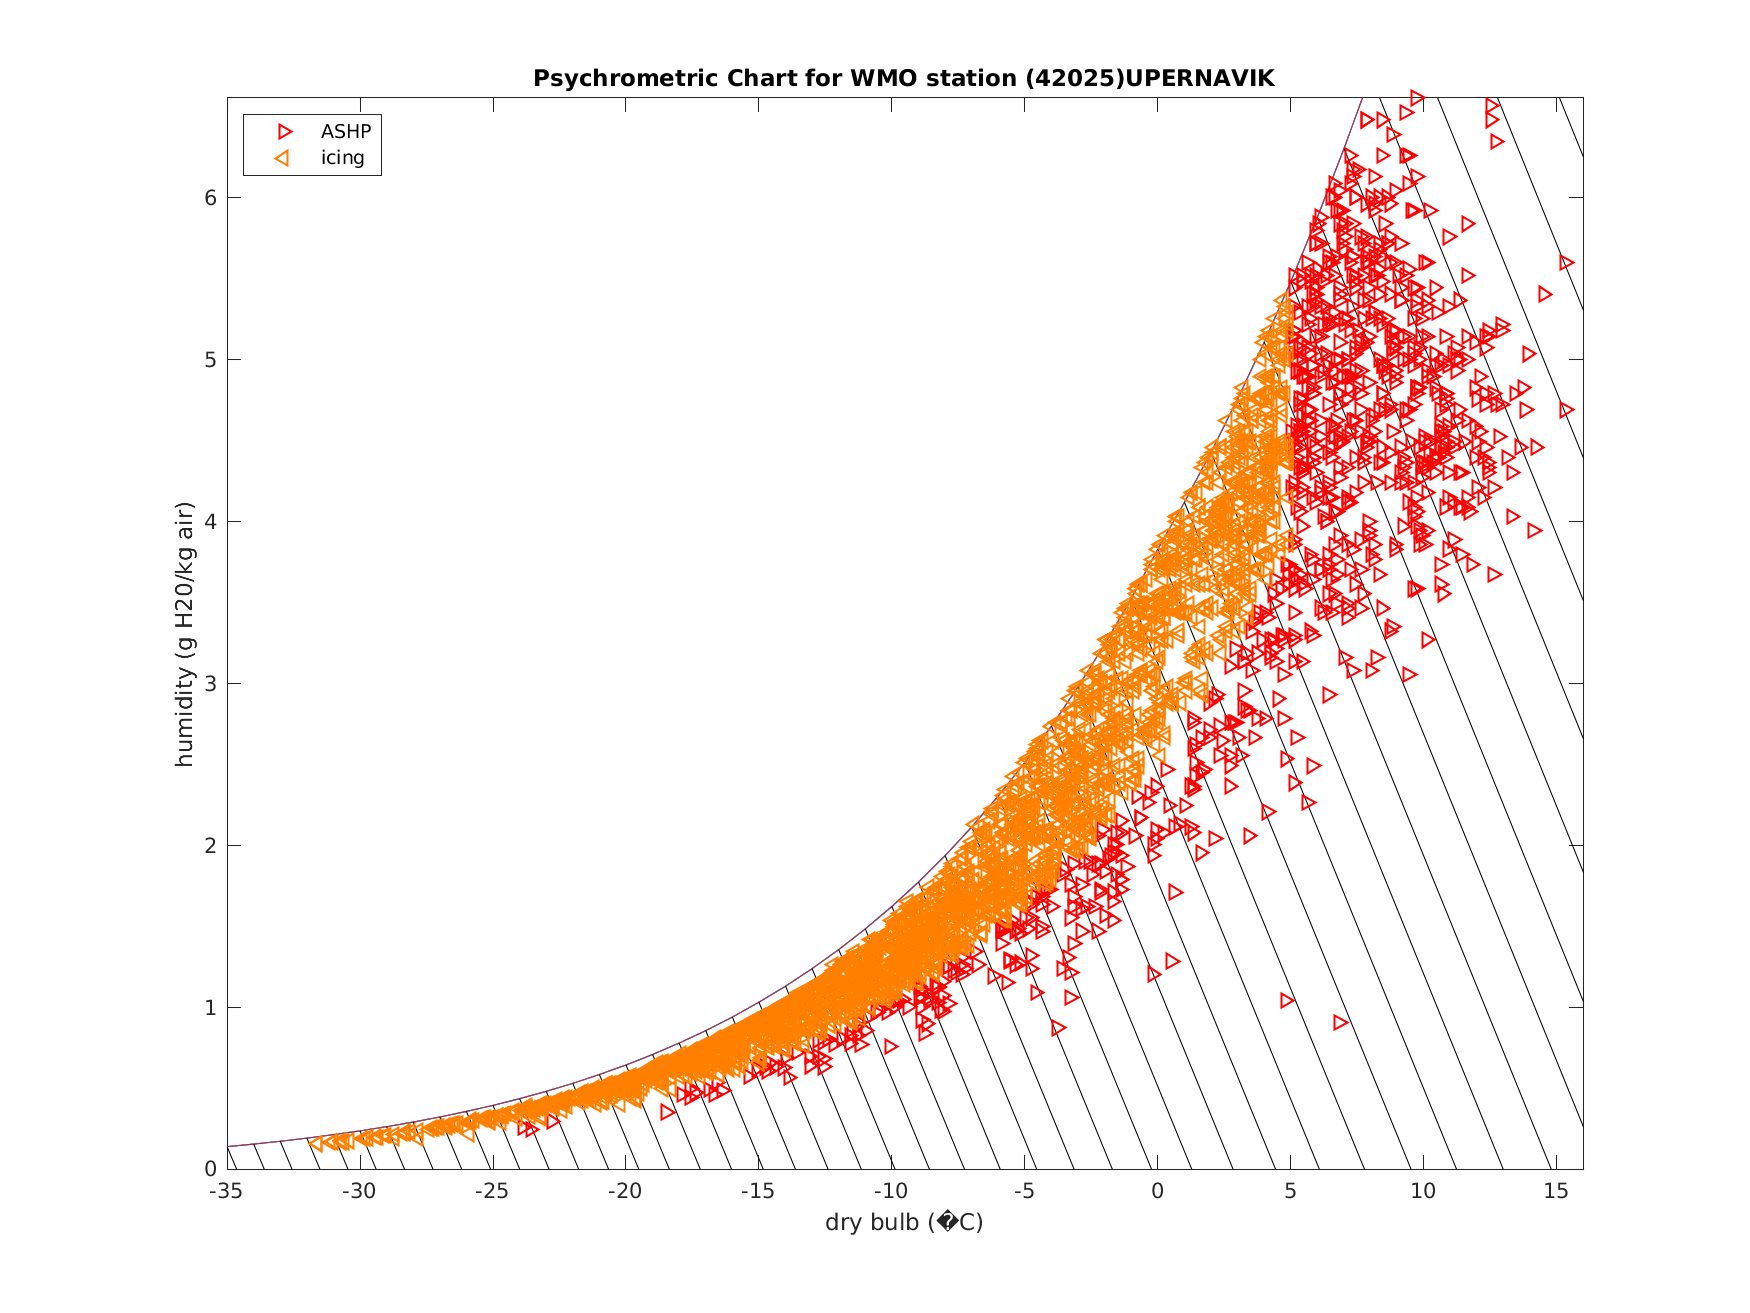 Psychrometric Chart for WMO station (42025)UPERNAVIK
ASHP
icing
humidity (g H20/kg air)
6
5
4
3
2
1
0
-35 -30 -25 -20 -15 -10 -5 0 5 10 15
dry bulb (�C)